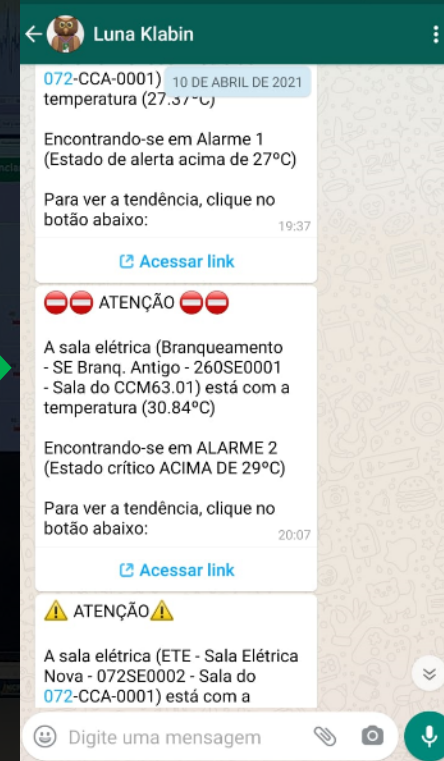 Luna Klabin
10 DE ABRIL DE 2021
072-CCA-0001)
temperatura (27.37ºC)
Encontrando-se em Alarme 1
(Estado de alerta acima de 27ºC)
Para ver a tendência, clique no
botão abaixo:
19:37
Acessar link
⛔⛔ ATENÇÃO ⛔⛔
A sala elétrica (Branqueamento
- SE Branq. Antigo - 260SE0001
- Sala do CCM63.01) está com a
temperatura (30.84ºC)
Encontrando-se em ALARME 2
(Estado crítico ACIMA DE 29ºC)
Para ver a tendência, clique no
botão abaixo:
20:07
Acessar link
⚠️ ATENÇÃO⚠️
A sala elétrica (ETE - Sala Elétrica
Nova - 072SE0002 - Sala do
072-CCA-0001) está com a
Digite uma mensagem